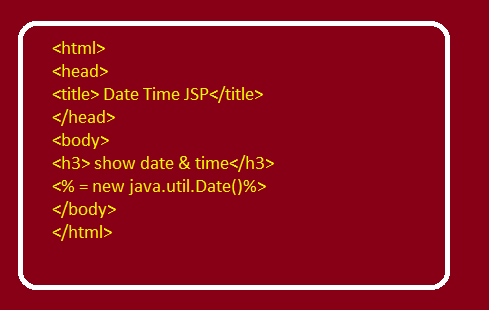 <html>
<head>
<title> Date Time JSP</title>
</head>
<body>
<h3> show date & time</h3>
<% = new java.util.Date()%>
</body>
</html>